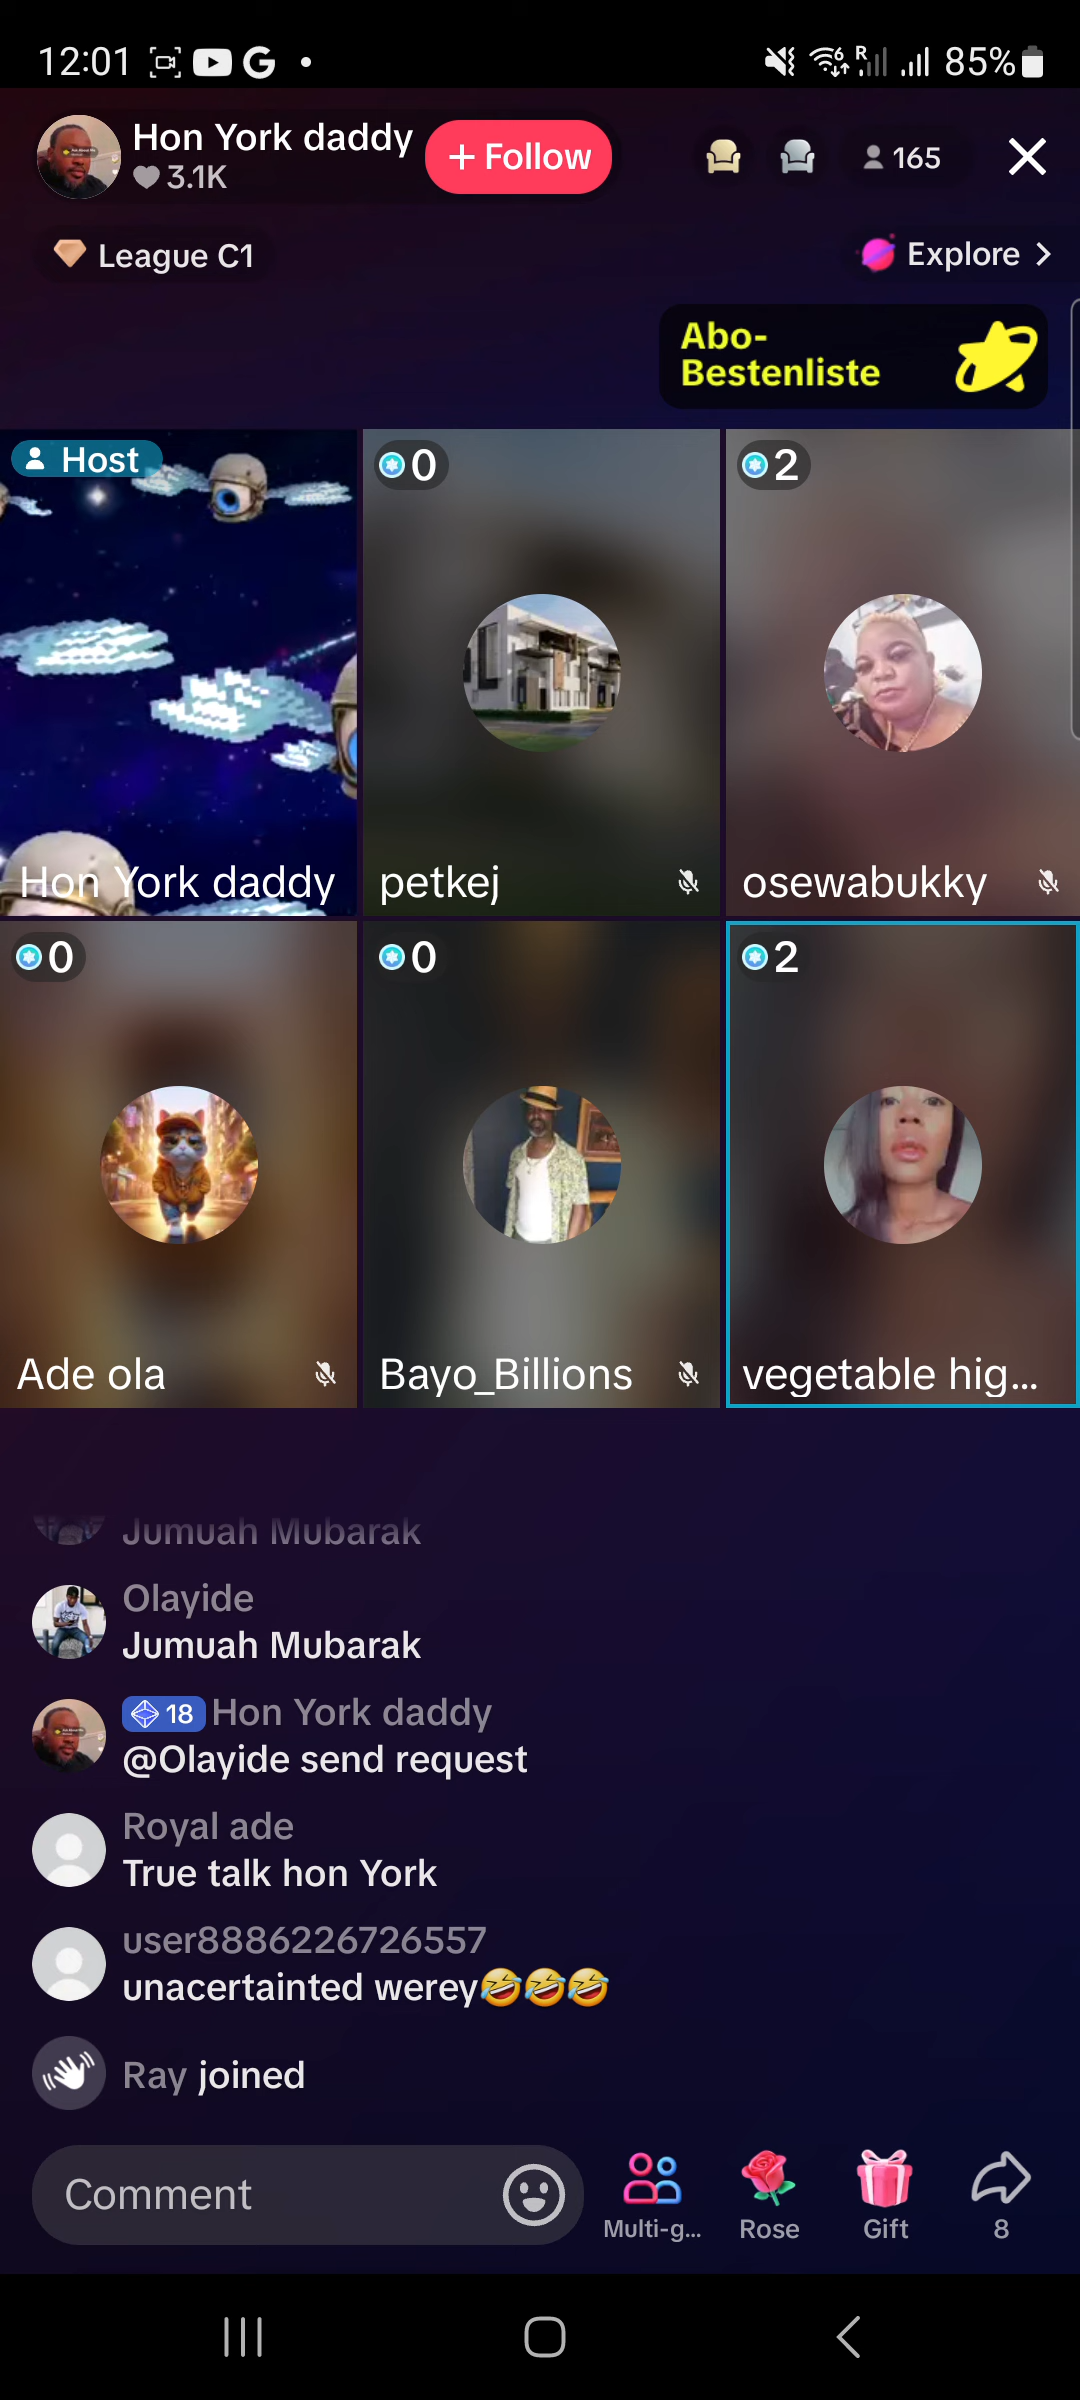 12:01
85%
Hon York daddy
3.1K
+ Follow
165
League C1
Explore
Abo-
Bestenliste
Host
0
2
Hon York daddy
petkej
osewabukky
0
0
2
Ade ola
Bayo_Billions
vegetable hig...
Jumuah Mubarak
Olayide
Jumuah Mubarak
18 Hon York daddy
@Olayide send request
Royal ade
True talk hon York
user8886226726557
unacertainted werey🤣🤣🤣
Ray joined
Comment
Multi-g...
Rose
Gift
8